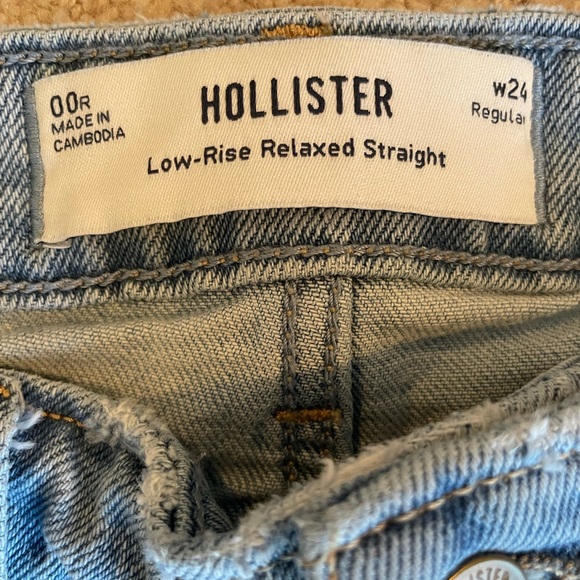 00R
MADE IN
CAMBODIA
HOLLISTER
Low-Rise Relaxed Straight
W24
Regular